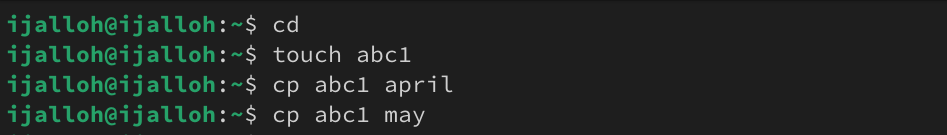 ijalloh@ijalloh:~$ cd
ijalloh@ijalloh:~$ touch abc1
ijalloh@ijalloh:~$ cp abc1 april
ijalloh@ijalloh:~$ cp abc1 may